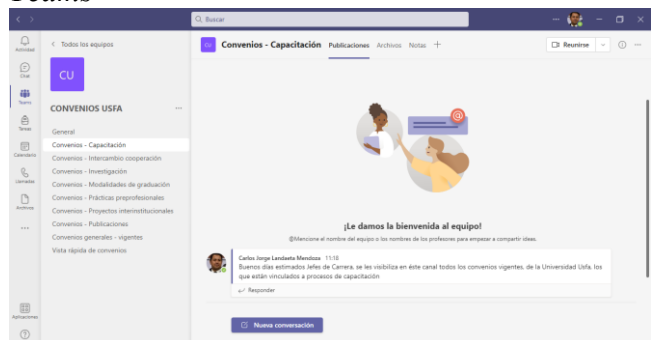 Teams
Buscar
Actividad
Chat
Teams
Tareas
Calendario
Llamadas
Archivos
Aplicaciones
Todos los equipos
CU
CONVENIOS USFA
General
Convenios - Capacitación
Convenios - Intercambio cooperación
Convenios - Investigación
Convenios - Modalidades de graduación
Convenios - Prácticas preprofesionales
Convenios - Proyectos interinstitucionales
Convenios - Publicaciones
Convenios generales - vigentes
Vista rápida de convenios
CU Convenios - Capacitación Publicaciones Archivos Notas
Reunirse
¡Le damos la bienvenida al equipo!
@Mencione el nombre del equipo o los nombres de los profesores para empezar a compartir ideas.
Carlos Jorge Landaeta Mendoza 11:18
Buenos días estimados Jefes de Carrera, se les visibiliza en éste canal todos los convenios vigentes, de la Universidad Usfa, los
que están vinculados a procesos de capacitación
Responder
Nueva conversación